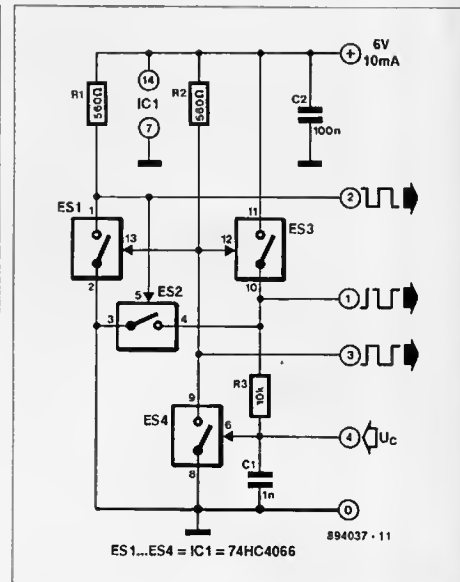 6V
10mA
+
14
R1
560Ω
IC1
R2
560Ω
C2
100n
7
2
ES1
1
11
ES3
13
12
2
10
5
ES2
1
3
4
3
9
R3
10k
ES4
6
4
UC
8
C1
1n
0
894037 - 11
ES1...ES4 = IC1 = 74HC4066